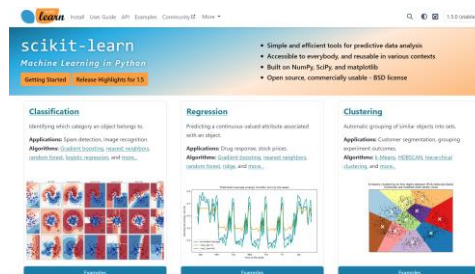 learn Install User Guide API Examples Community More 1.5.0 (stable)
scikit-learn
Machine Learning in Python
Getting Started Release Highlights for 1.5
Simple and efficient tools for predictive data analysis
Accessible to everybody, and reusable in various contexts
Built on NumPy, SciPy, and matplotlib
Open source, commercially usable - BSD license
Classification
Identifying which category an object belongs to.
Applications: Spam detection, image recognition.
Algorithms: Gradient boosting, nearest neighbors,
random forest, logistic regression, and more...
Examples
Regression
Predicting a continuous-valued attribute associated
with an object.
Applications: Drug response, stock prices.
Algorithms: Gradient boosting, nearest neighbors,
random forest, ridge, and more...
Examples
Clustering
Automatic grouping of similar objects into sets.
Applications: Customer segmentation, grouping
experiment outcomes.
Algorithms: k-Means, HDBSCAN, hierarchical
clustering, and more...
Examples